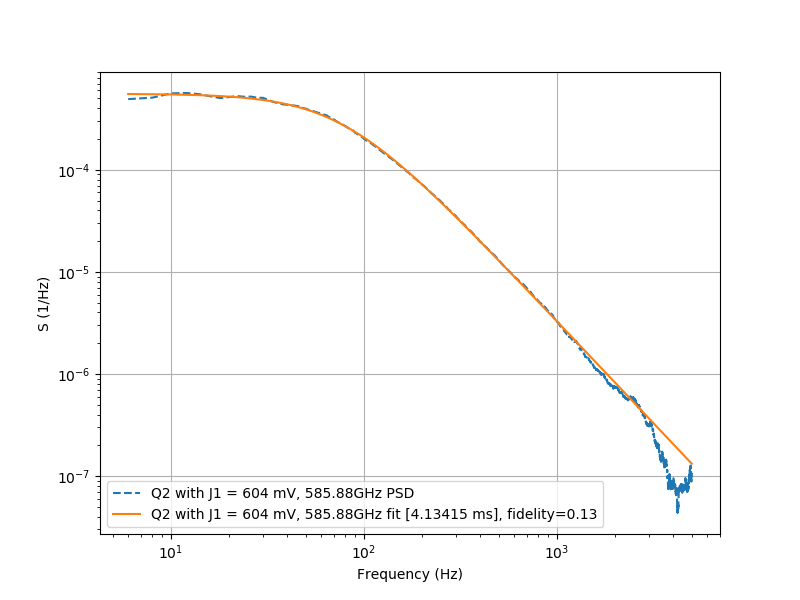 10⁻⁴
10⁻⁵
10⁻⁶
10⁻⁷
S (1/Hz)
Q2 with J1 = 604 mV, 585.88GHz PSD
Q2 with J1 = 604 mV, 585.88GHz fit [4.13415 ms], fidelity=0.13
10¹
10²
10³
Frequency (Hz)